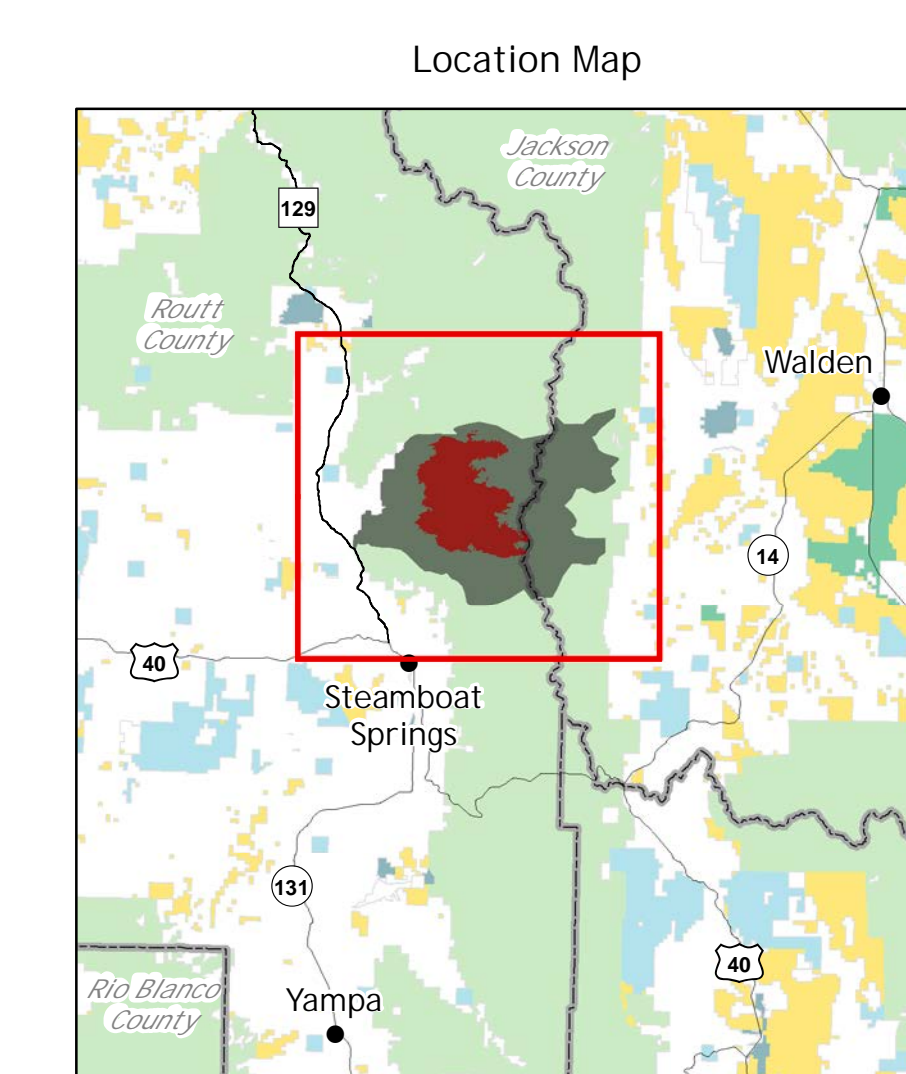 Location Map
Jackson
County
129
Routt
County
Walden
14
40
Steamboat
Springs
131
40
Rio Blanco
County
Yampa